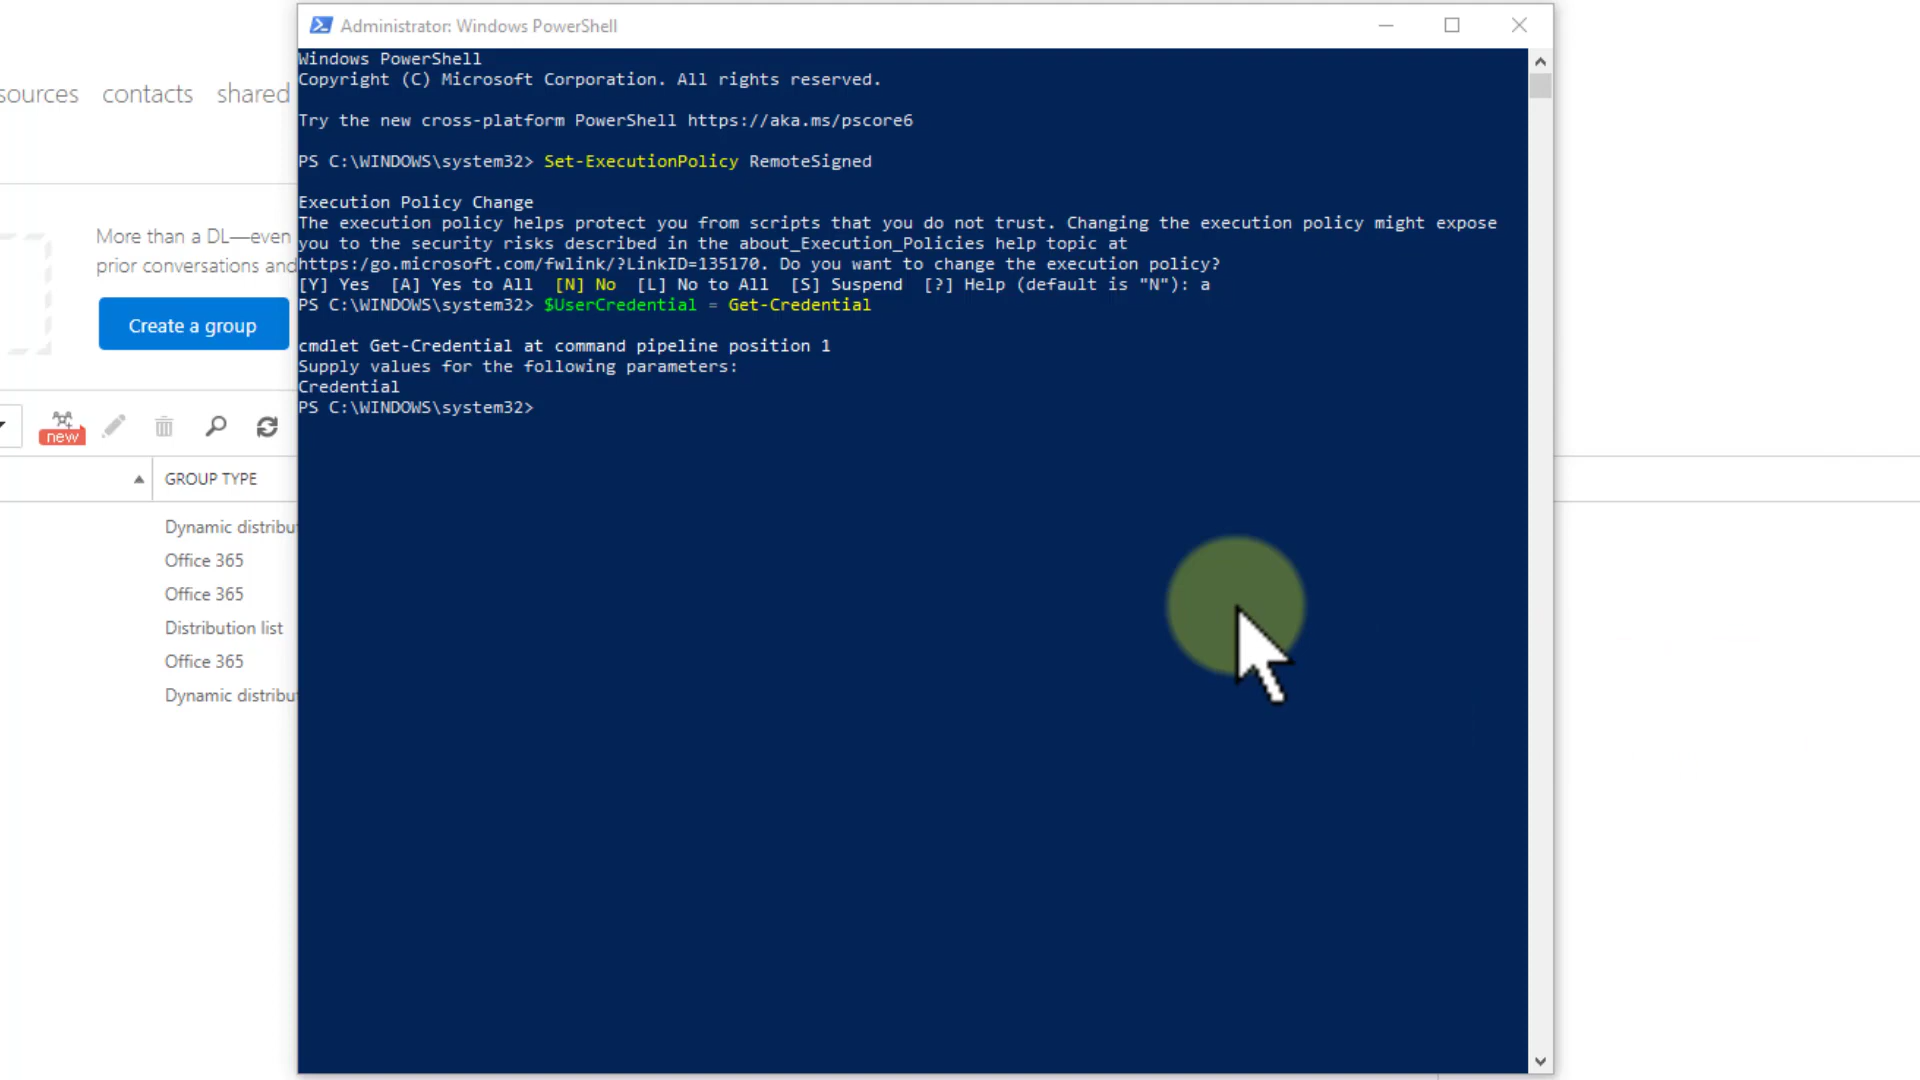 Administrator: Windows PowerShell
Windows PowerShell
Copyright (C) Microsoft Corporation. All rights reserved.
Try the new cross-platform PowerShell https://aka.ms/pscore6
PS C:\WINDOWS\system32> Set-ExecutionPolicy RemoteSigned
Execution Policy Change
The execution policy helps protect you from scripts that you do not trust. Changing the execution policy might expose
you to the security risks described in the about_Execution_Policies help topic at
https:/go.microsoft.com/fwlink/?LinkID=135170. Do you want to change the execution policy?
[Y] Yes  [A] Yes to All  [N] No  [L] No to All  [S] Suspend  [?] Help (default is "N"): a
PS C:\WINDOWS\system32> $UserCredential = Get-Credential
cmdlet Get-Credential at command pipeline position 1
Supply values for the following parameters:
Credential
PS C:\WINDOWS\system32>
sources contacts shared
More than a DL—even
prior conversations and
Create a group
new
GROUP TYPE
Dynamic distribu
Office 365
Office 365
Distribution list
Office 365
Dynamic distribu